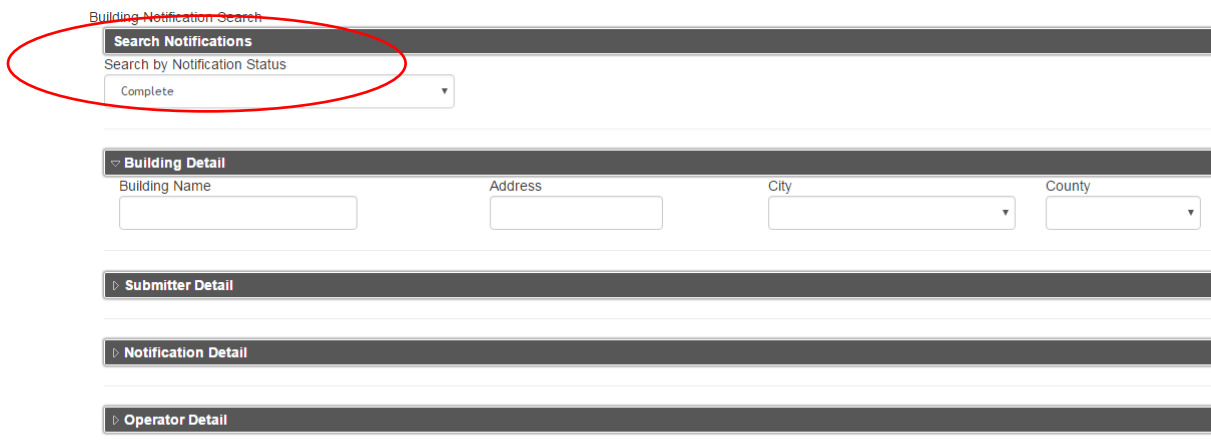 Building Notification Search
Search Notifications
Search by Notification Status
Complete
Building Detail
Building Name Address City County
Submitter Detail
Notification Detail
Operator Detail